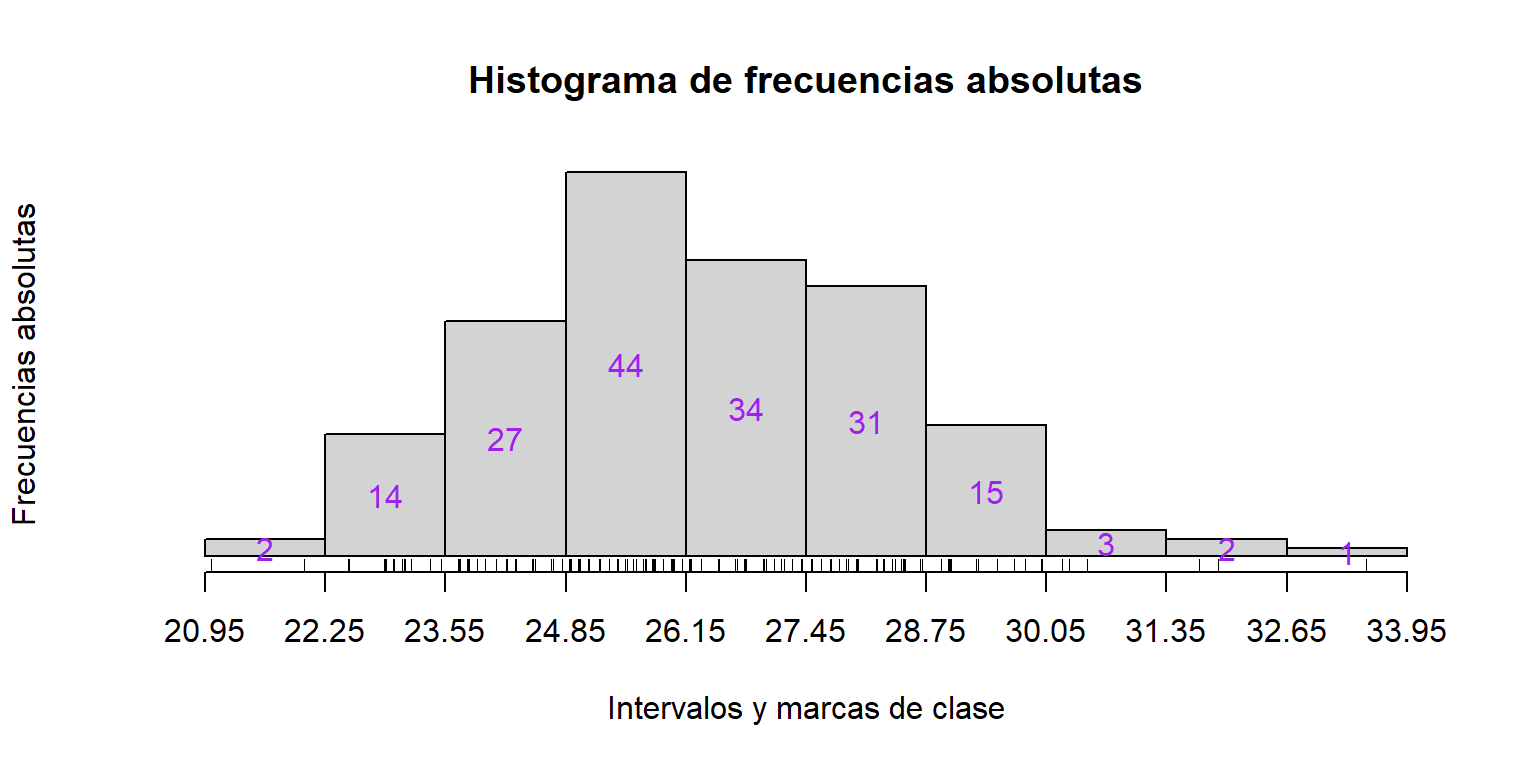 Histograma de frecuencias absolutas
Frecuencias absolutas
44
34
31
27
15
14
3
2
2
1
20.95 22.25 23.55 24.85 26.15 27.45 28.75 30.05 31.35 32.65 33.95
Intervalos y marcas de clase